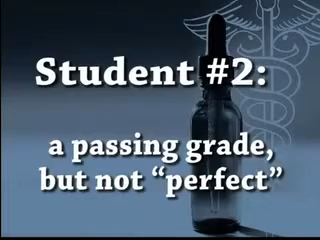 Student #2:
a passing grade,
but not “perfect”